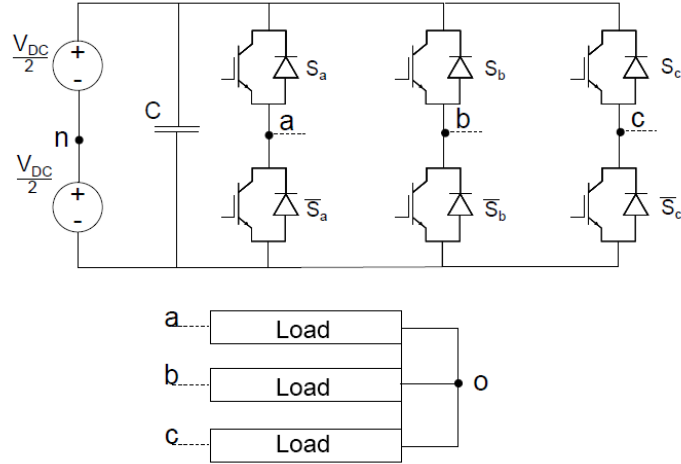 V_DC/2
+
-
n
V_DC/2
+
-
C
S_a
a
S̅_a
S_b
b
S̅_b
S_c
c
S̅_c
a Load
b Load o
c Load